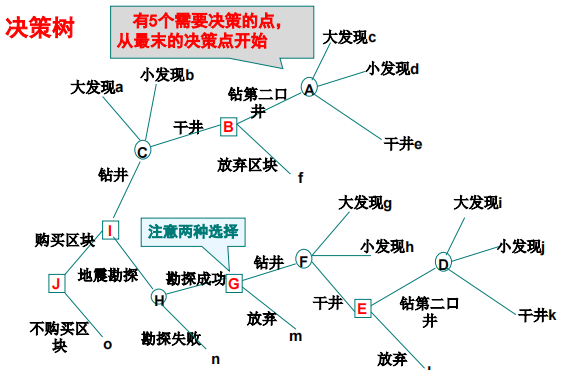 决策树
有5个需要决策的点，
从最末的决策点开始
大发现c
小发现b
大发现a
小发现d
A
钻第二口
井
干井
B
C
干井e
放弃区块
f
钻井
大发现g
大发现i
I
注意两种选择
购买区块
小发现h
小发现j
钻井
F
D
地震勘探
勘探成功
J
G
H
干井
E
钻第二口
井
干井k
放弃
m
不购买区
块
o
勘探失败
n
放弃